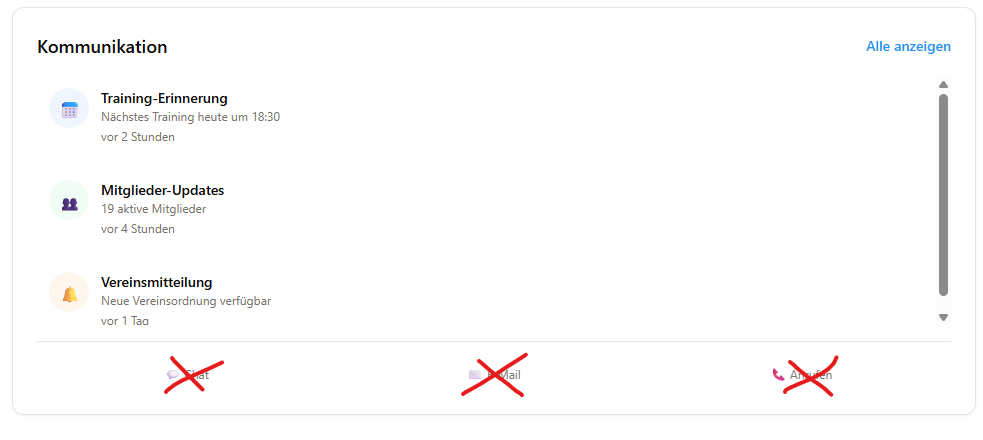 Kommunikation
Alle anzeigen
Training-Erinnerung
Nächstes Training heute um 18:30
vor 2 Stunden
Mitglieder-Updates
19 aktive Mitglieder
vor 4 Stunden
Vereinsmitteilung
Neue Vereinsordnung verfügbar
vor 1 Tag
Chat
E-Mail
Anrufen